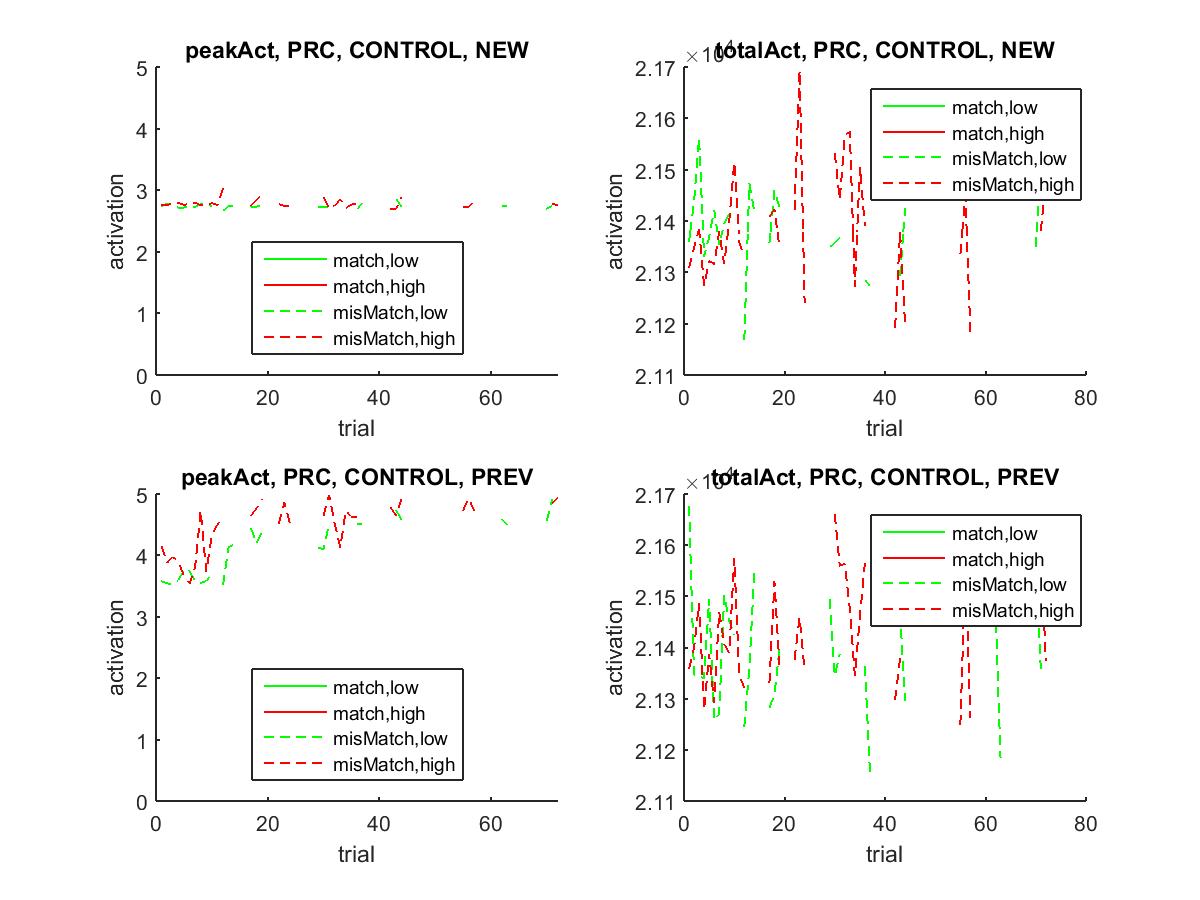 peakAct, PRC, CONTROL, NEW
5
4
3
2
1
0
activation
match,low
match,high
misMatch,low
misMatch,high
0 20 40 60
trial
×10⁴
totalAct, PRC, CONTROL, NEW
2.17
2.16
2.15
2.14
2.13
2.12
2.11
activation
match,low
match,high
misMatch,low
misMatch,high
0 20 40 60 80
trial
peakAct, PRC, CONTROL, PREV
5
4
3
2
1
0
activation
match,low
match,high
misMatch,low
misMatch,high
0 20 40 60
trial
×10⁴
totalAct, PRC, CONTROL, PREV
2.17
2.16
2.15
2.14
2.13
2.12
2.11
activation
match,low
match,high
misMatch,low
misMatch,high
0 20 40 60 80
trial